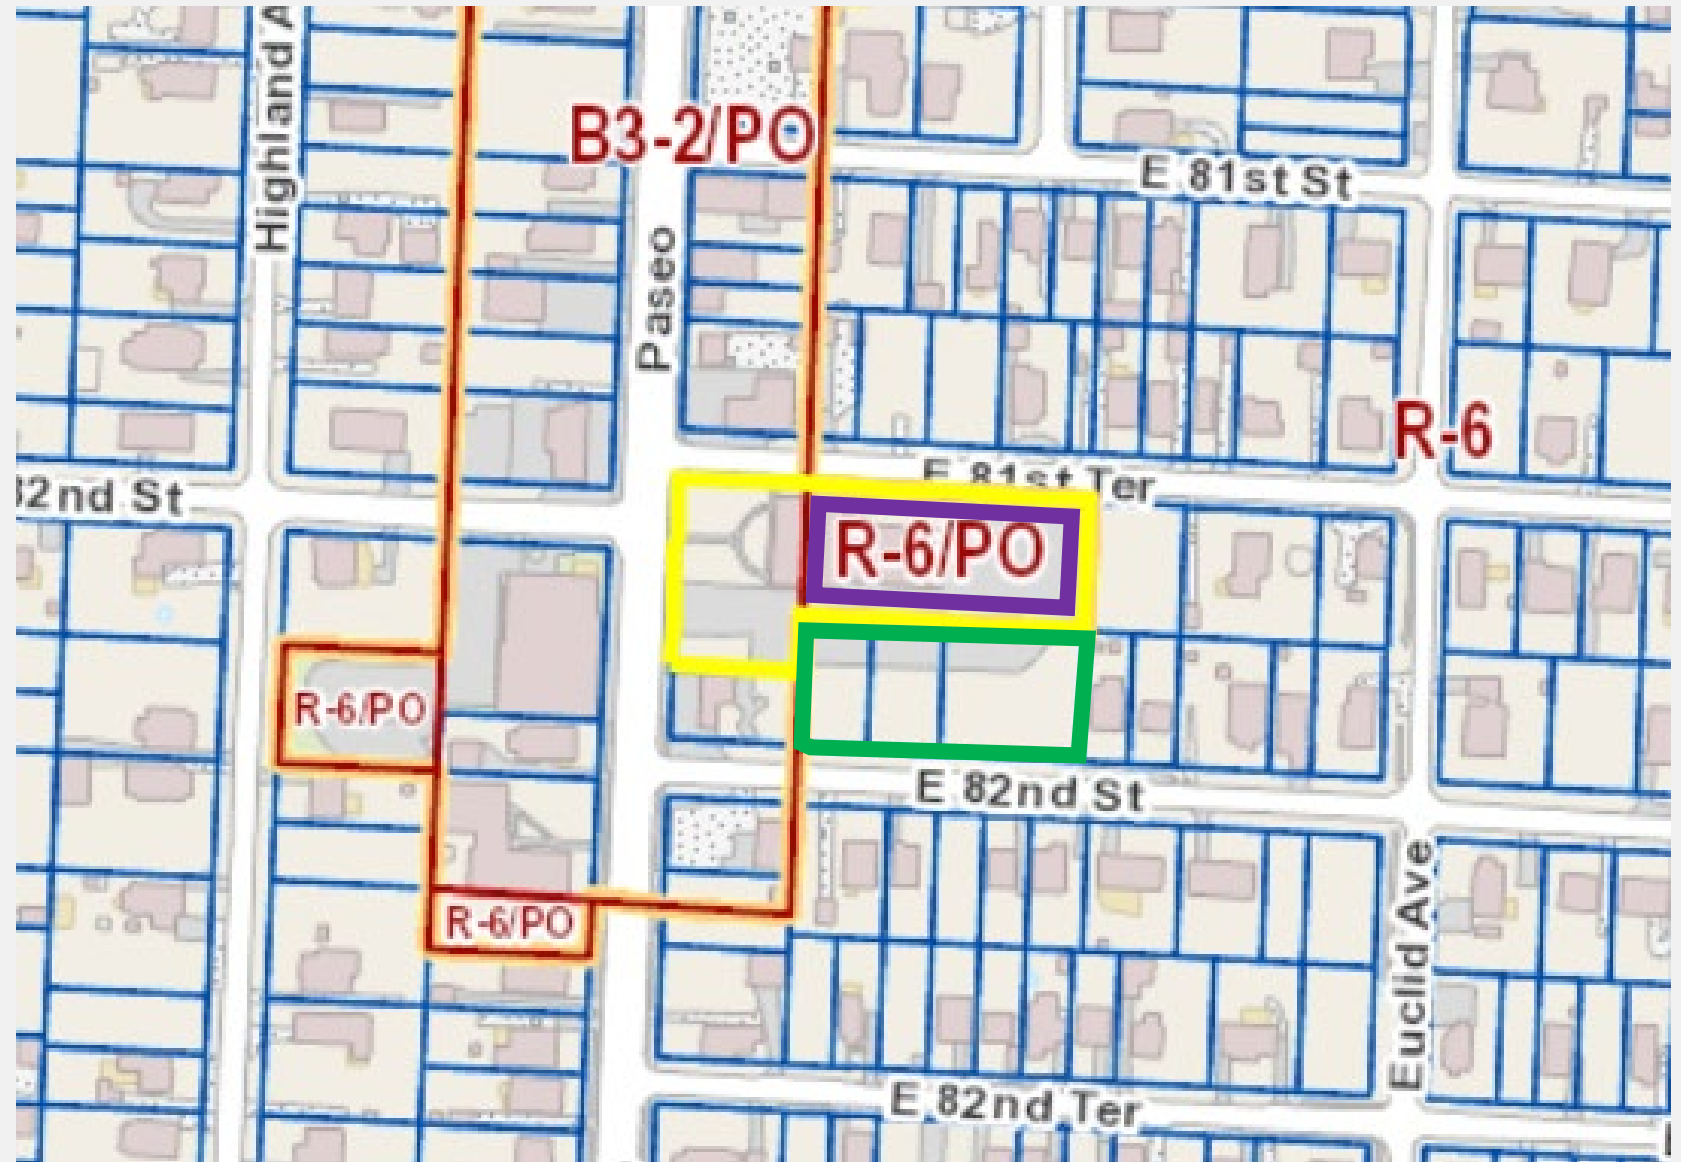 Highland A
B3-2/PO
E 81st St
Paseo
R-6
E 81st Ter
32nd St
R-6/PO
R-6/PO
E 82nd St
Euclid Ave
R-6/PO
E 82nd Ter